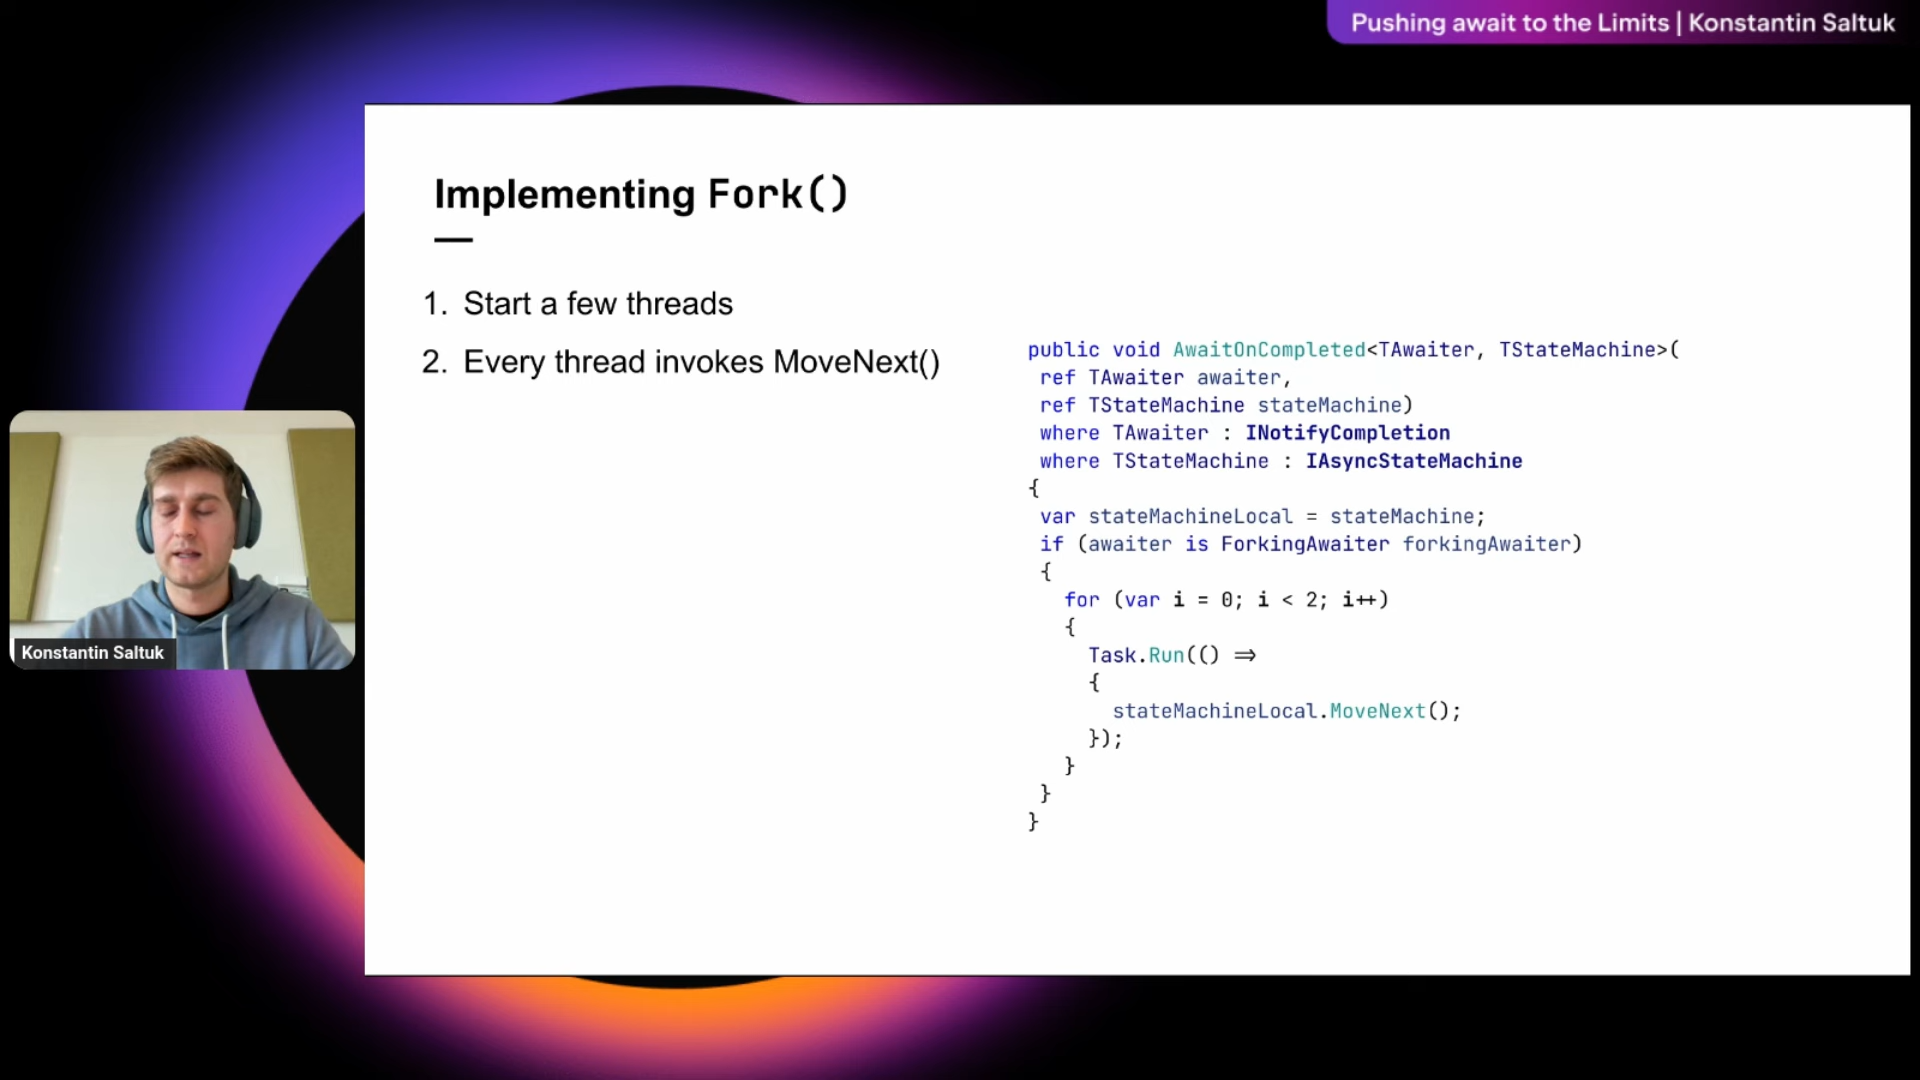 Pushing await to the Limits | Konstantin Saltuk
Implementing Fork()
1. Start a few threads
2. Every thread invokes MoveNext()
public void AwaitOnCompleted<TAwaiter, TStateMachine>(
ref TAwaiter awaiter,
ref TStateMachine stateMachine)
where TAwaiter : INotifyCompletion
where TStateMachine : IAsyncStateMachine
{
var stateMachineLocal = stateMachine;
if (awaiter is ForkingAwaiter forkingAwaiter)
{
for (var i = 0; i < 2; i++)
{
Task.Run(() =>
{
stateMachineLocal.MoveNext();
});
}
}
}
Konstantin Saltuk